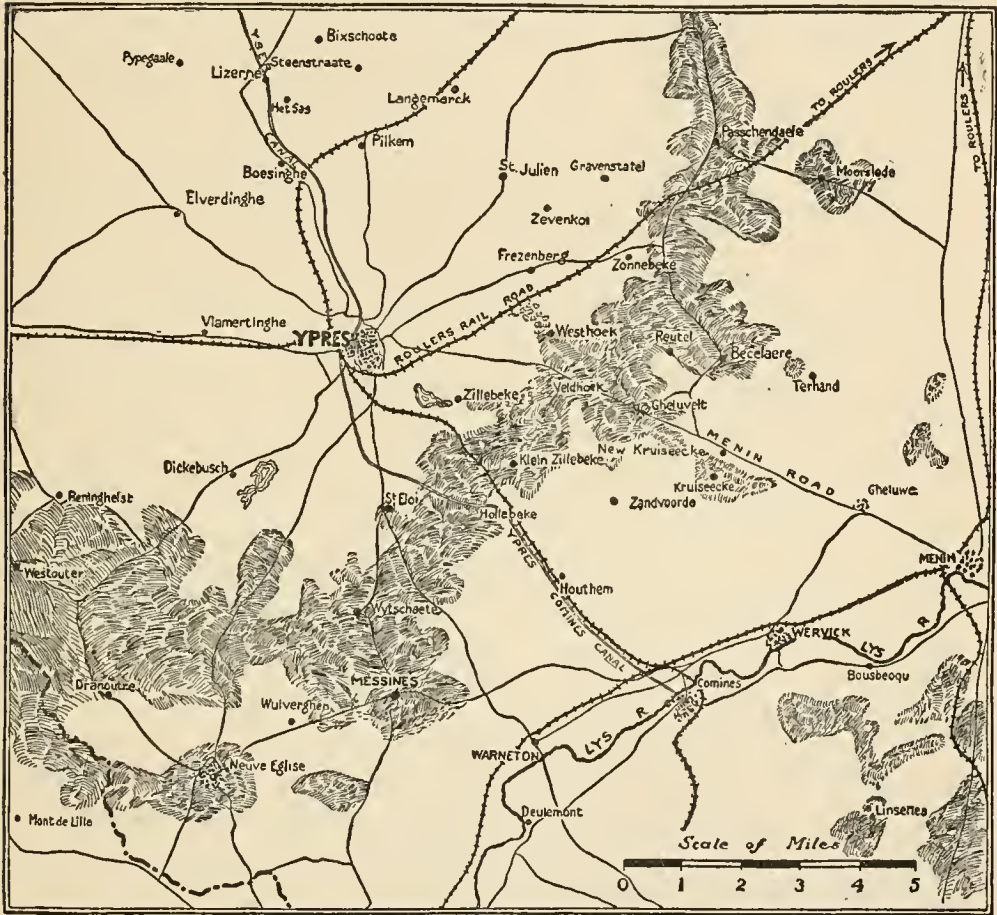 YSER
Bixschoote
Pypegaale
Steenstraate
Lizerne
Het Sas
Langemarck
TO ROULERS
TO ROULERS
CANAL
Pilkem
Passchendaele
Boesinghe
St. Julien
Gravenstatel
Moorslede
Elverdinghe
Zevenkot
Frezenberg
Zonnebeke
Vlamertinghe
YPRES
ROULERS RAIL ROAD
Westhoek
Reutel
Becelaere
Terhand
Zillebeke
Veldhoek
Gheluvelt
MENIN ROAD
New Kruiseecke
Klein Zillebeke
Dickebusch
Kruiseecke
Gheluwe
Reninghelst
St Eloi
Hollebeke
Zandvoorde
YPRES
COMINES
CANAL
Westouter
MENIN
Houthem
Wytschaete
WERVICK
LYS R
Bousbeoqu
Dranoutre
MESSINES
Comines
Wulverghen
LYS R.
WARNETON
Neuve Eglise
Mont de Lille
Deulemont
Linselles
Scale of Miles
0 1 2 3 4 5